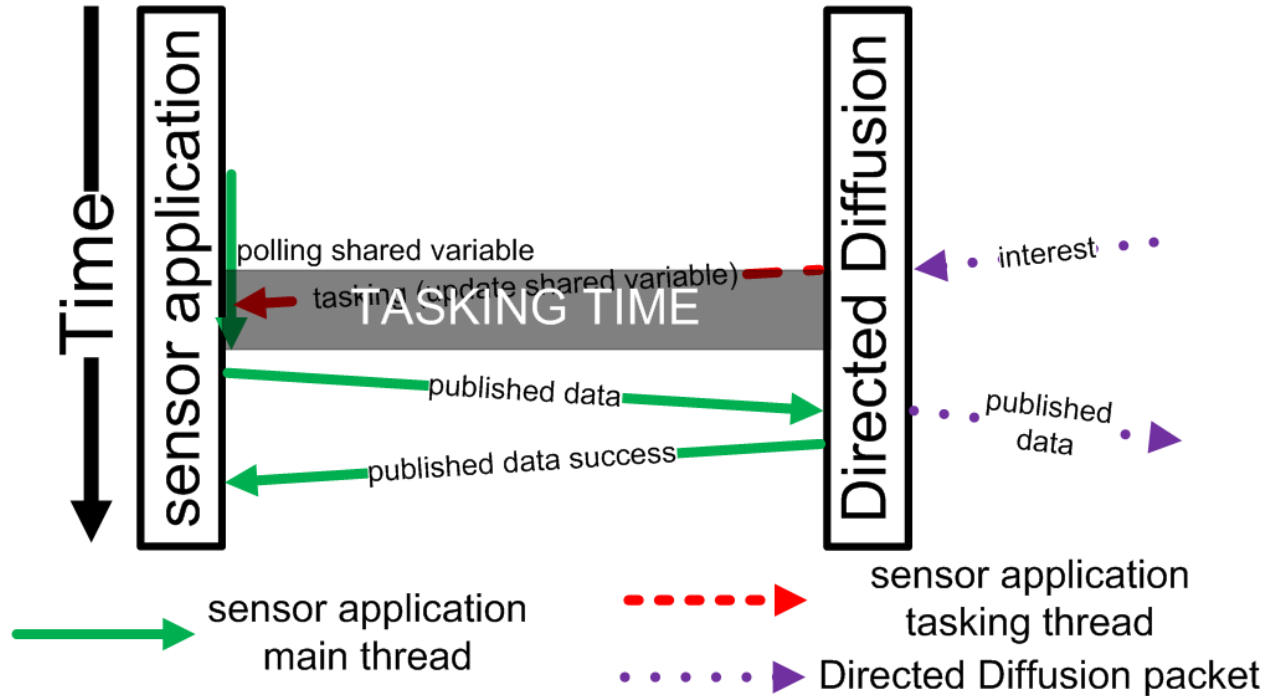 Time
sensor application
Directed Diffusion
polling shared variable
interest
tasking (update shared variable)
TASKING TIME
published data
published
data
published data success
sensor application
main thread
sensor application
tasking thread
Directed Diffusion packet